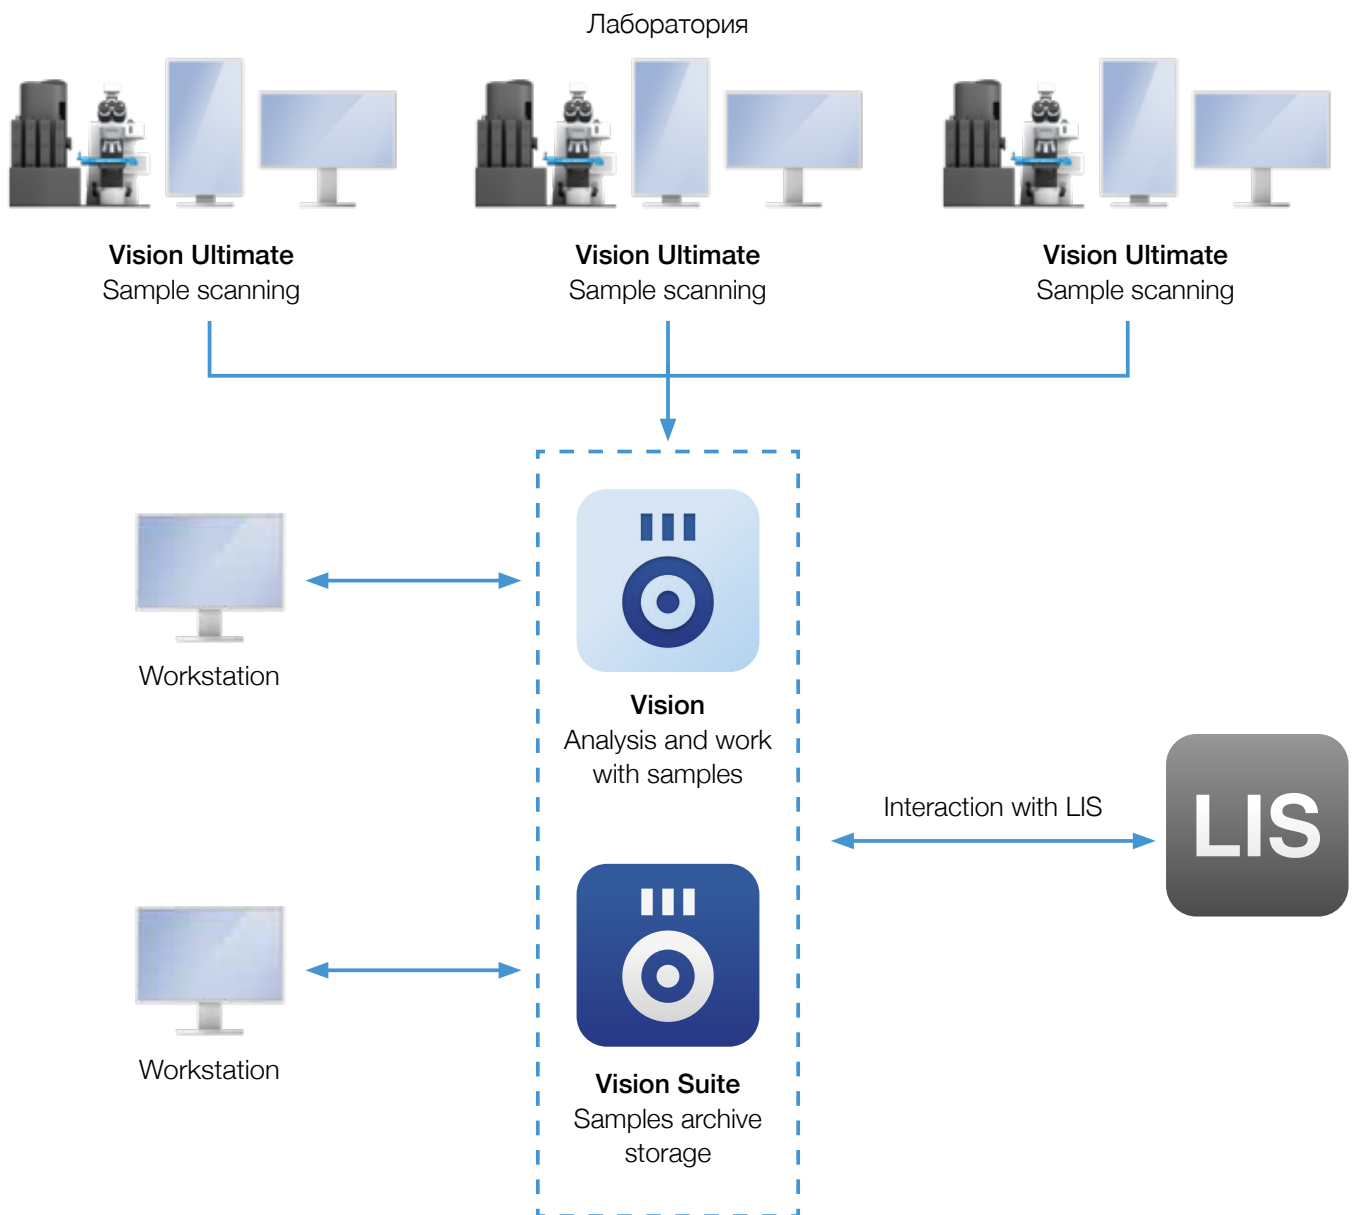 Лаборатория
Vision Ultimate
Sample scanning
Vision Ultimate
Sample scanning
Vision Ultimate
Sample scanning
Workstation
Vision
Analysis and work
with samples
Interaction with LIS
LIS
Workstation
Vision Suite
Samples archive
storage